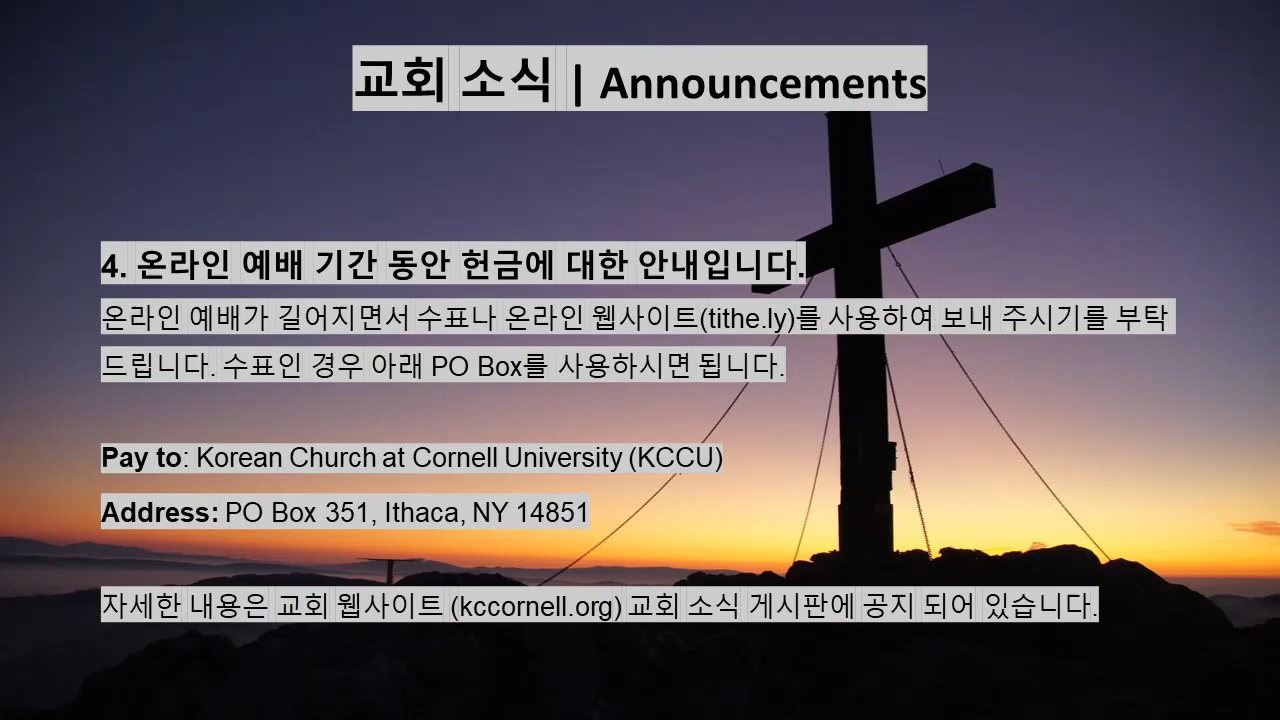 교회 소식 | Announcements
4. 온라인 예배 기간 동안 헌금에 대한 안내입니다.
온라인 예배가 길어지면서 수표나 온라인 웹사이트(tithe.ly)를 사용하여 보내 주시기를 부탁
드립니다. 수표인 경우 아래 PO Box를 사용하시면 됩니다.
Pay to: Korean Church at Cornell University (KCCU)
Address: PO Box 351, Ithaca, NY 14851
자세한 내용은 교회 웹사이트 (kccornell.org) 교회 소식 게시판에 공지 되어 있습니다.